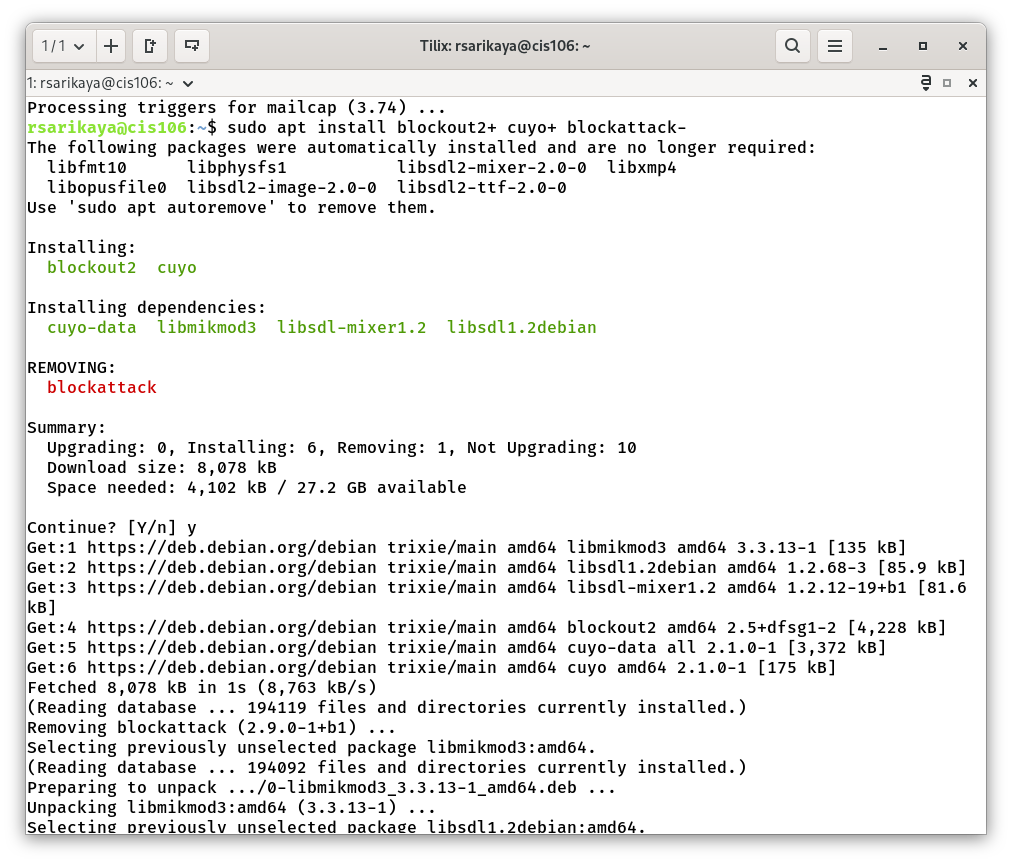 1 / 1
Tilix: rsarikaya@cis106: ~
1: rsarikaya@cis106: ~
Processing triggers for mailcap (3.74) ...
rsarikaya@cis106:~$ sudo apt install blockout2+ cuyo+ blockattack-
The following packages were automatically installed and are no longer required:
  libfmt10      libphysfs1           libsdl2-mixer-2.0-0  libxmp4
  libopusfile0  libsdl2-image-2.0-0  libsdl2-ttf-2.0-0
Use 'sudo apt autoremove' to remove them.

Installing:
  blockout2  cuyo

Installing dependencies:
  cuyo-data  libmikmod3  libsdl-mixer1.2  libsdl1.2debian

REMOVING:
  blockattack

Summary:
  Upgrading: 0, Installing: 6, Removing: 1, Not Upgrading: 10
  Download size: 8,078 kB
  Space needed: 4,102 kB / 27.2 GB available

Continue? [Y/n] y
Get:1 https://deb.debian.org/debian trixie/main amd64 libmikmod3 amd64 3.3.13-1 [135 kB]
Get:2 https://deb.debian.org/debian trixie/main amd64 libsdl1.2debian amd64 1.2.68-3 [85.9 kB]
Get:3 https://deb.debian.org/debian trixie/main amd64 libsdl-mixer1.2 amd64 1.2.12-19+b1 [81.6
kB]
Get:4 https://deb.debian.org/debian trixie/main amd64 blockout2 amd64 2.5+dfsg1-2 [4,228 kB]
Get:5 https://deb.debian.org/debian trixie/main amd64 cuyo-data all 2.1.0-1 [3,372 kB]
Get:6 https://deb.debian.org/debian trixie/main amd64 cuyo amd64 2.1.0-1 [175 kB]
Fetched 8,078 kB in 1s (8,763 kB/s)
(Reading database ... 194119 files and directories currently installed.)
Removing blockattack (2.9.0-1+b1) ...
Selecting previously unselected package libmikmod3:amd64.
(Reading database ... 194092 files and directories currently installed.)
Preparing to unpack .../0-libmikmod3_3.3.13-1_amd64.deb ...
Unpacking libmikmod3:amd64 (3.3.13-1) ...
Selecting previously unselected package libsdl1.2debian:amd64.